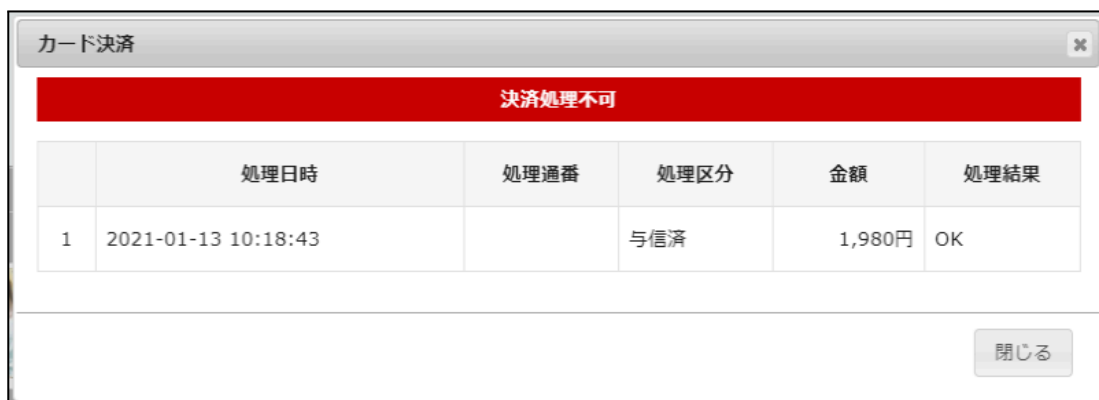 カード決済
決済処理不可
処理日時 処理通番 処理区分 金額 処理結果
1 2021-01-13 10:18:43 与信済 1,980円 OK
閉じる